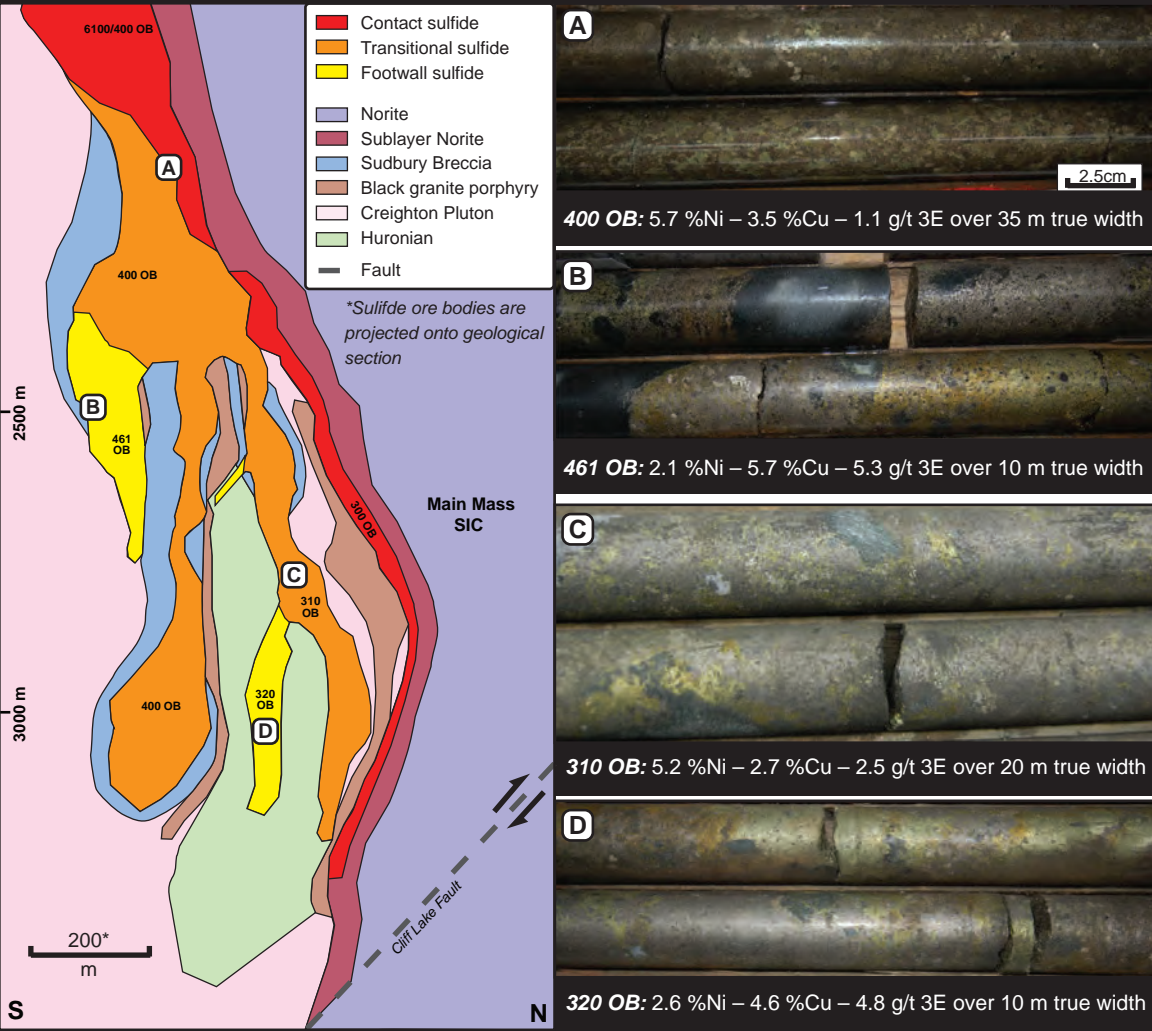 6100/400 OB
Contact sulfide
Transitional sulfide
Footwall sulfide
Norite
Sublayer Norite
Sudbury Breccia
Black granite porphyry
Creighton Pluton
Huronian
Fault
*Sulifde ore bodies are
projected onto geological
section
A
400 OB
B
461
OB
2500 m
300 OB
Main Mass
SIC
C
310
OB
320
OB
D
400 OB
3000 m
Cliff Lake Fault
200*
m
S
N
A
2.5cm
400 OB: 5.7 %Ni – 3.5 %Cu – 1.1 g/t 3E over 35 m true width
B
461 OB: 2.1 %Ni – 5.7 %Cu – 5.3 g/t 3E over 10 m true width
C
310 OB: 5.2 %Ni – 2.7 %Cu – 2.5 g/t 3E over 20 m true width
D
320 OB: 2.6 %Ni – 4.6 %Cu – 4.8 g/t 3E over 10 m true width